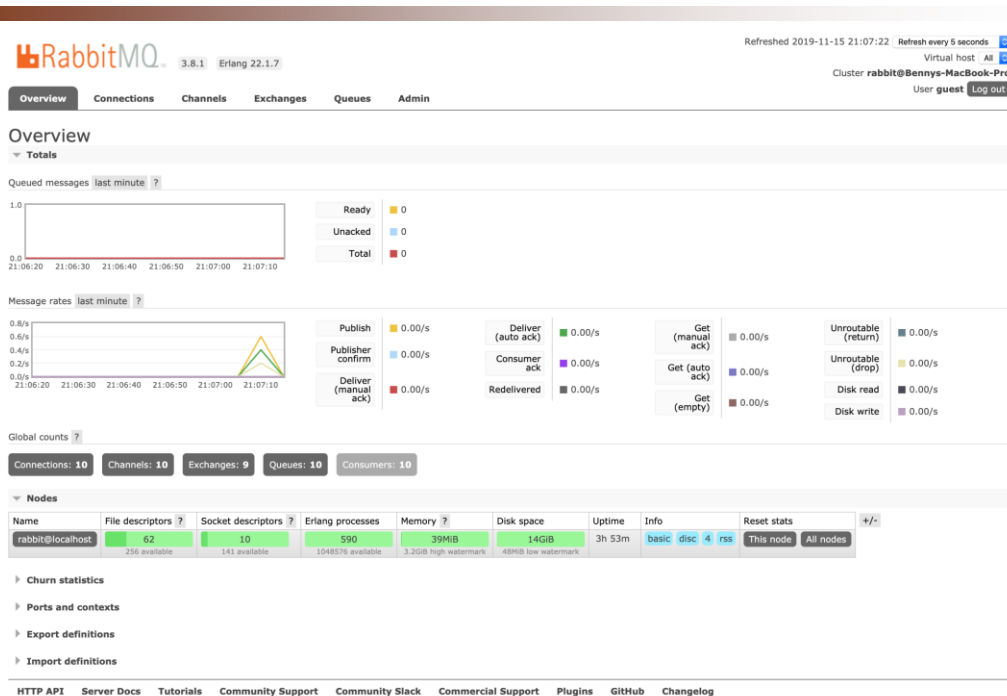 RabbitMQ 3.8.1 Erlang 22.1.7
Refreshed 2019-11-15 21:07:22 Refresh every 5 seconds
Virtual host All
Cluster rabbit@Bennys-MacBook-Pro
User guest Log out
Overview Connections Channels Exchanges Queues Admin
Overview
Totals
Queued messages last minute ?
1.0
0.0
21:06:20 21:06:30 21:06:40 21:06:50 21:07:00 21:07:10
Ready 0
Unacked 0
Total 0
Message rates last minute ?
0.8/s
0.6/s
0.4/s
0.2/s
0.0/s
21:06:20 21:06:30 21:06:40 21:06:50 21:07:00 21:07:10
Publish 0.00/s
Publisher
confirm 0.00/s
Deliver
(manual
ack) 0.00/s
Deliver
(auto ack) 0.00/s
Consumer
ack 0.00/s
Redelivered 0.00/s
Get
(manual
ack) 0.00/s
Get (auto
ack) 0.00/s
Get
(empty) 0.00/s
Unroutable
(return) 0.00/s
Unroutable
(drop) 0.00/s
Disk read 0.00/s
Disk write 0.00/s
Global counts ?
Connections: 10 Channels: 10 Exchanges: 9 Queues: 10 Consumers: 10
Nodes
Name File descriptors ? Socket descriptors ? Erlang processes Memory ? Disk space Uptime Info Reset stats +/-
rabbit@localhost 62 10 590 39MiB 14GiB 3h 53m basic disc 4 rss This node All nodes
256 available 141 available 1048576 available 3.2GiB high watermark 48MiB low watermark
Churn statistics
Ports and contexts
Export definitions
Import definitions
HTTP API Server Docs Tutorials Community Support Community Slack Commercial Support Plugins GitHub Changelog